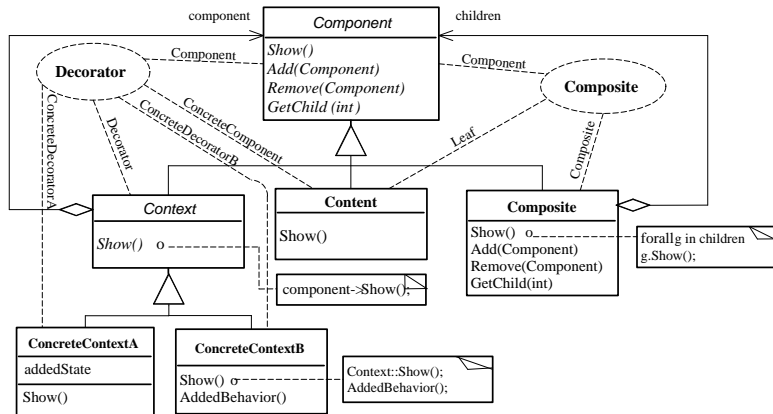 component
Component
children
Show()
Add(Component)
Remove(Component)
GetChild (int)
Component
Component
Decorator
Composite
ConcreteDecoratorA
Decorator
ConcreteDecoratorB
ConcreteComponent
Leaf
Composite
Context
Show() o
Content
Show()
Composite
Show() o
Add(Component)
Remove(Component)
GetChild(int)
forallg in children
g.Show();
component->Show();
ConcreteContextA
addedState
Show()
ConcreteContextB
Show() o
AddedBehavior()
Context::Show();
AddedBehavior();